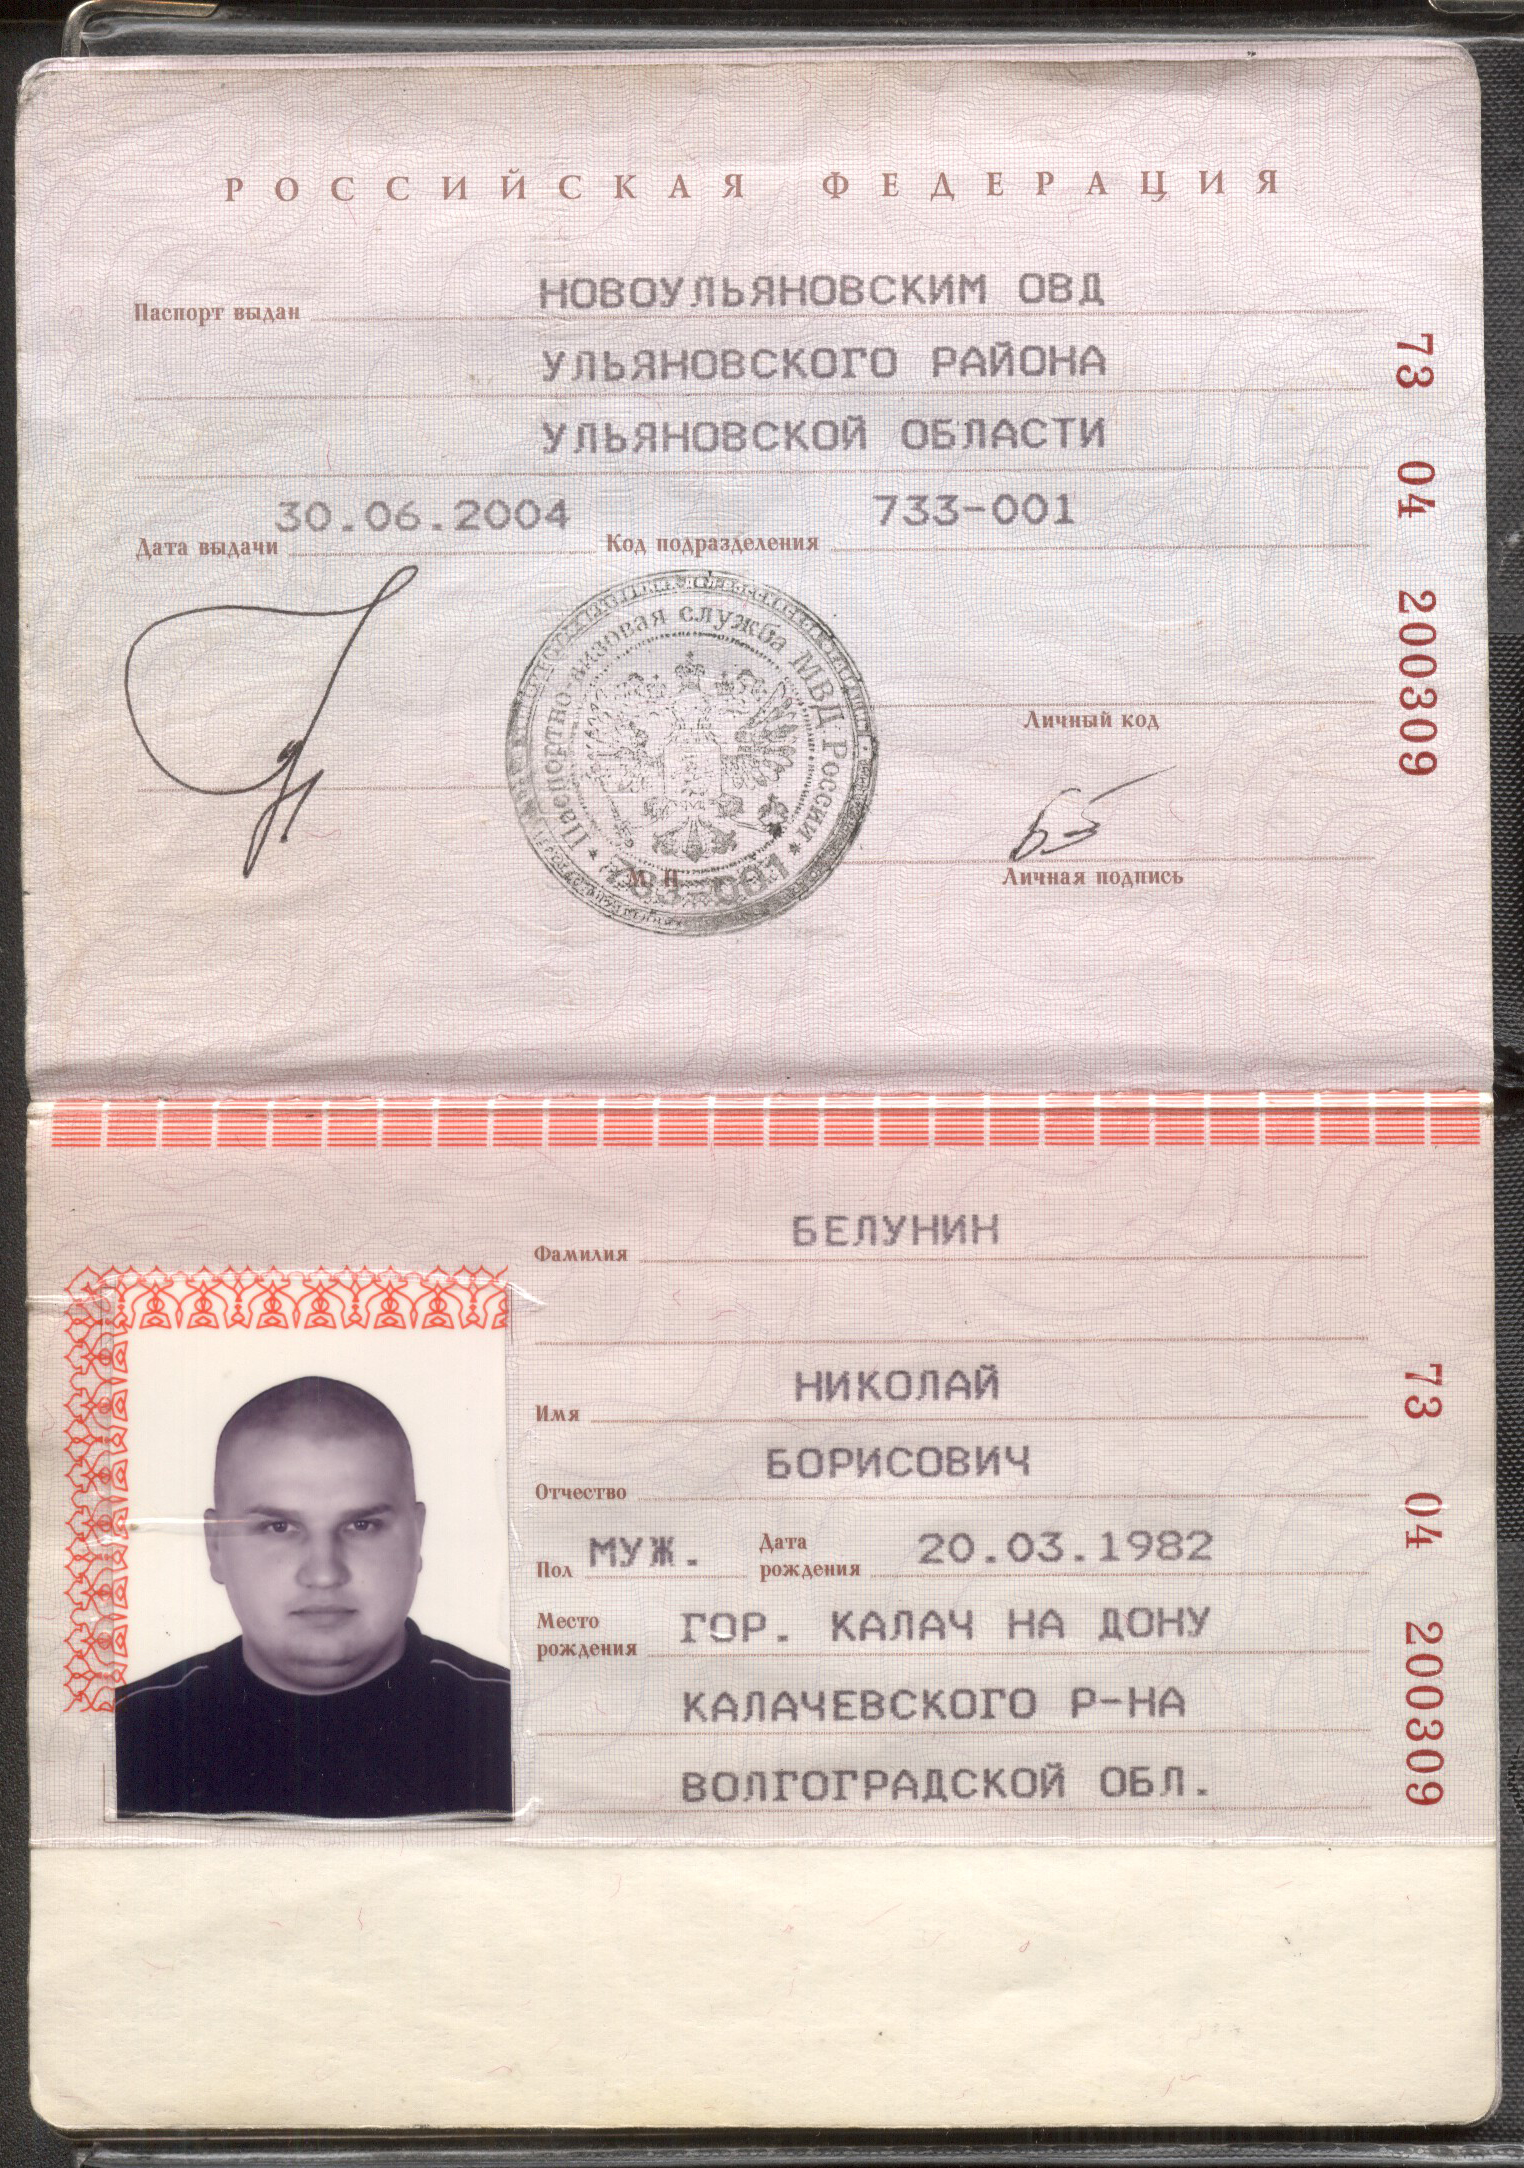 РОССИЙСКАЯ ФЕДЕРАЦИЯ
Паспорт выдан НОВОУЛЬЯНОВСКИМ ОВД
УЛЬЯНОВСКОГО РАЙОНА
УЛЬЯНОВСКОЙ ОБЛАСТИ
Дата выдачи 30.06.2004 Код подразделения 733-001
Паспортно-визовая служба МВД России
733-001
М.П.
Личный код
Личная подпись
73 04 200309
Фамилия БЕЛУНИН
Имя НИКОЛАЙ
Отчество БОРИСОВИЧ
Пол МУЖ. Дата рождения 20.03.1982
Место рождения ГОР. КАЛАЧ НА ДОНУ
КАЛАЧЕВСКОГО Р-НА
ВОЛГОГРАДСКОЙ ОБЛ.
73 04 200309